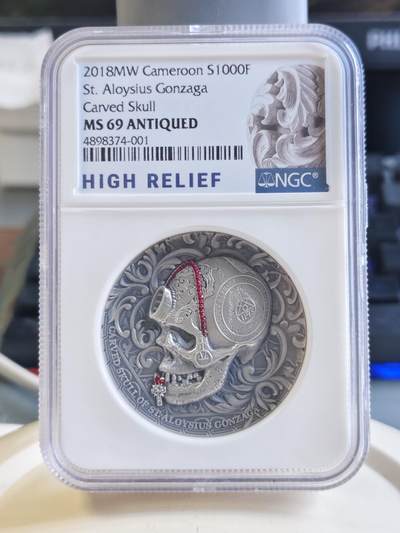 2018MW Cameroon S1000F
St. Aloysius Gonzaga
Carved Skull
MS 69 ANTIQUED
4898374-001
HIGH RELIEF
NGC®
CARVED SKULL OF ST. ALOYSIUS GONZAGA
PHIL